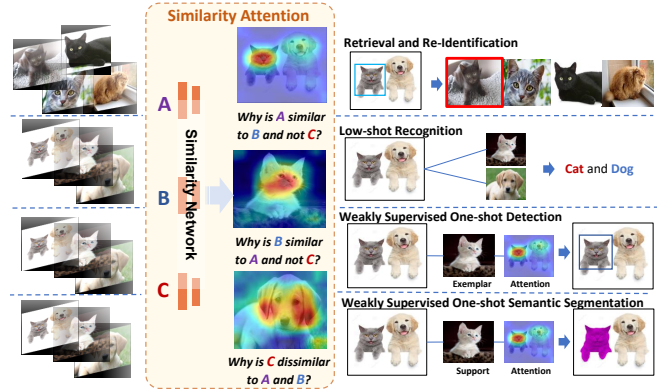 Similarity Attention
A
B
C
Similarity Network
Why is A similar
to B and not C?
Why is B similar
to A and not C?
Why is C dissimilar
to A and B?
Retrieval and Re-Identification
Low-shot Recognition
Cat and Dog
Weakly Supervised One-shot Detection
Exemplar
Attention
Weakly Supervised One-shot Semantic Segmentation
Support
Attention